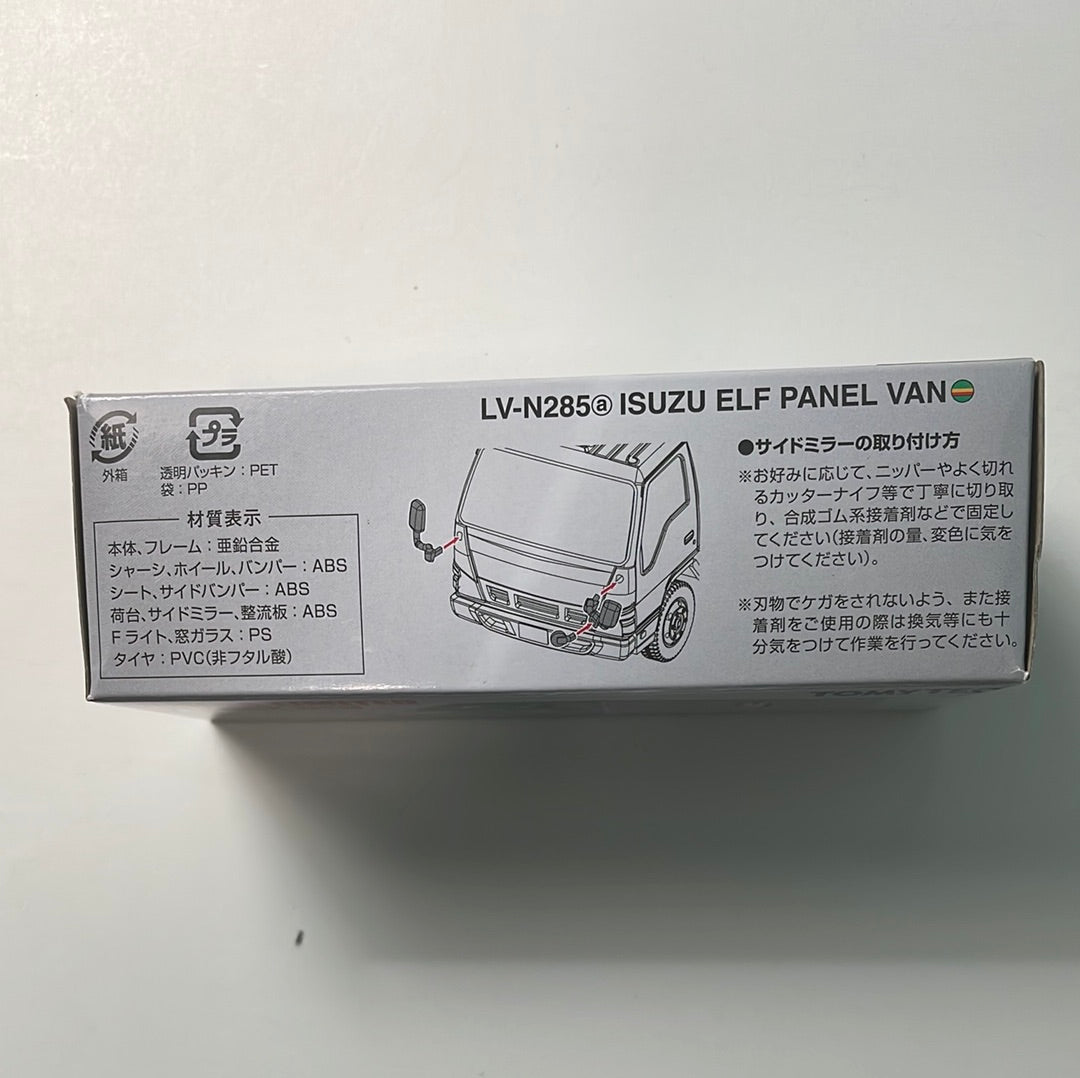 LV-N285ⓐ ISUZU ELF PANEL VAN
紙
外箱
プラ
透明パッキン：PET
袋：PP
材質表示
本体、フレーム：亜鉛合金
シャーシ、ホイール、バンパー：ABS
シート、サイドバンパー：ABS
荷台、サイドミラー、整流板：ABS
Fライト、窓ガラス：PS
タイヤ：PVC(非フタル酸)
●サイドミラーの取り付け方
※お好みに応じて、ニッパーやよく切れ
るカッターナイフ等で丁寧に切り取
り、合成ゴム系接着剤などで固定し
てください(接着剤の量、変色に気を
つけてください)。
※刃物でケガをされないよう、また接
着剤をご使用の際は換気等にも十
分気をつけて作業を行ってください。